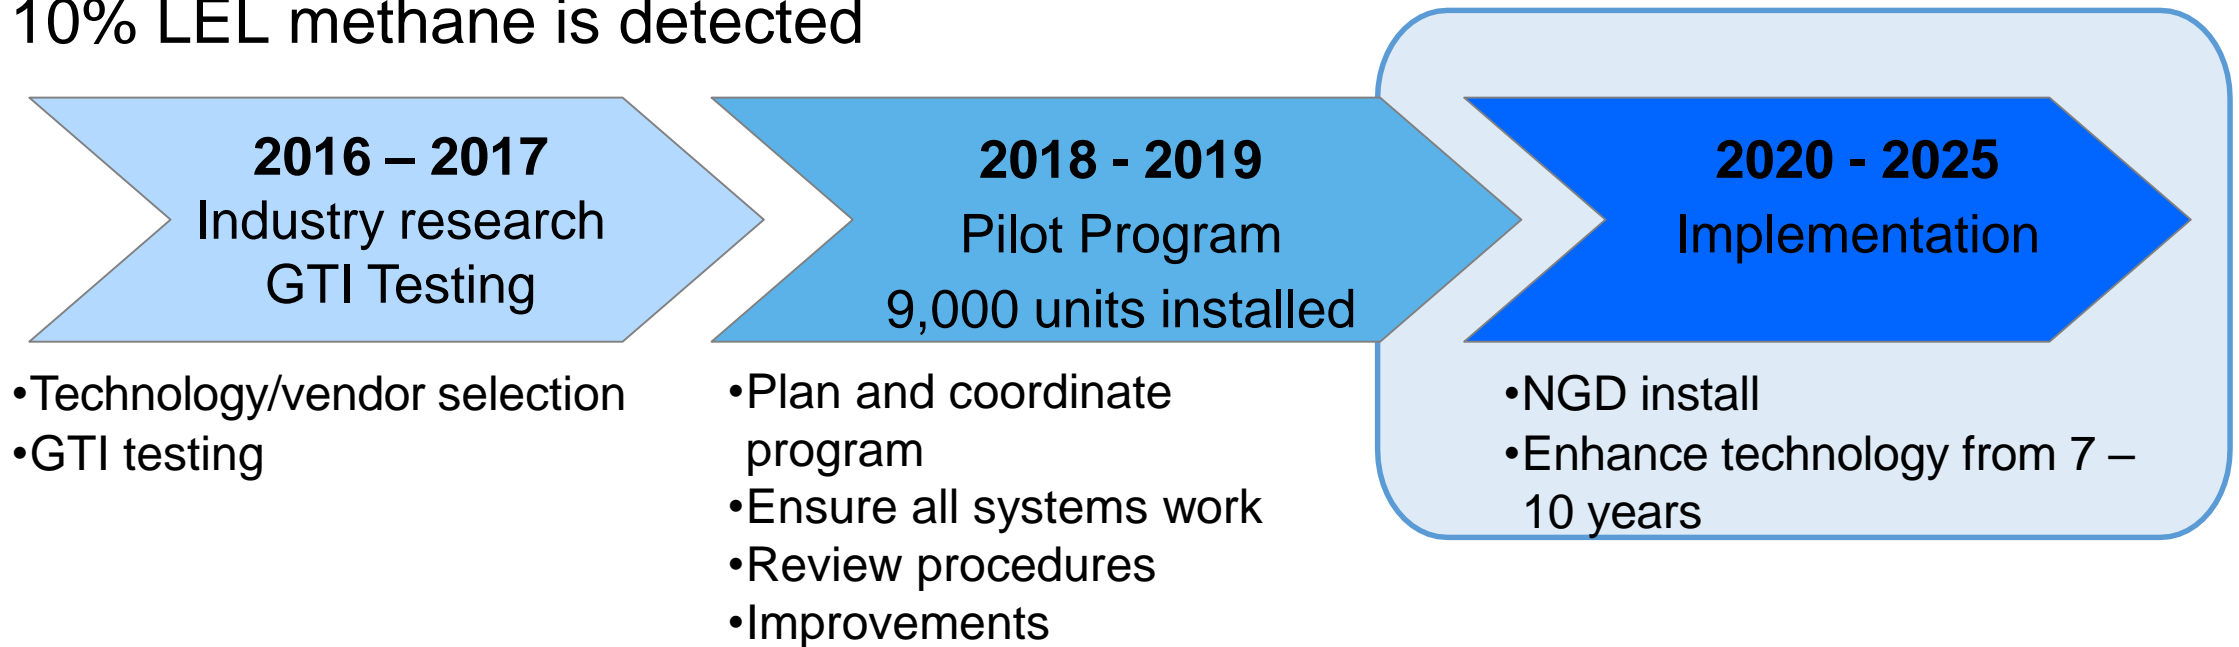 10% LEL methane is detected
2016 – 2017
Industry research
GTI Testing
2018 - 2019
Pilot Program
9,000 units installed
2020 - 2025
Implementation
•Technology/vendor selection
•GTI testing
•Plan and coordinate
program
•Ensure all systems work
•Review procedures
•Improvements
•NGD install
•Enhance technology from 7 –
10 years